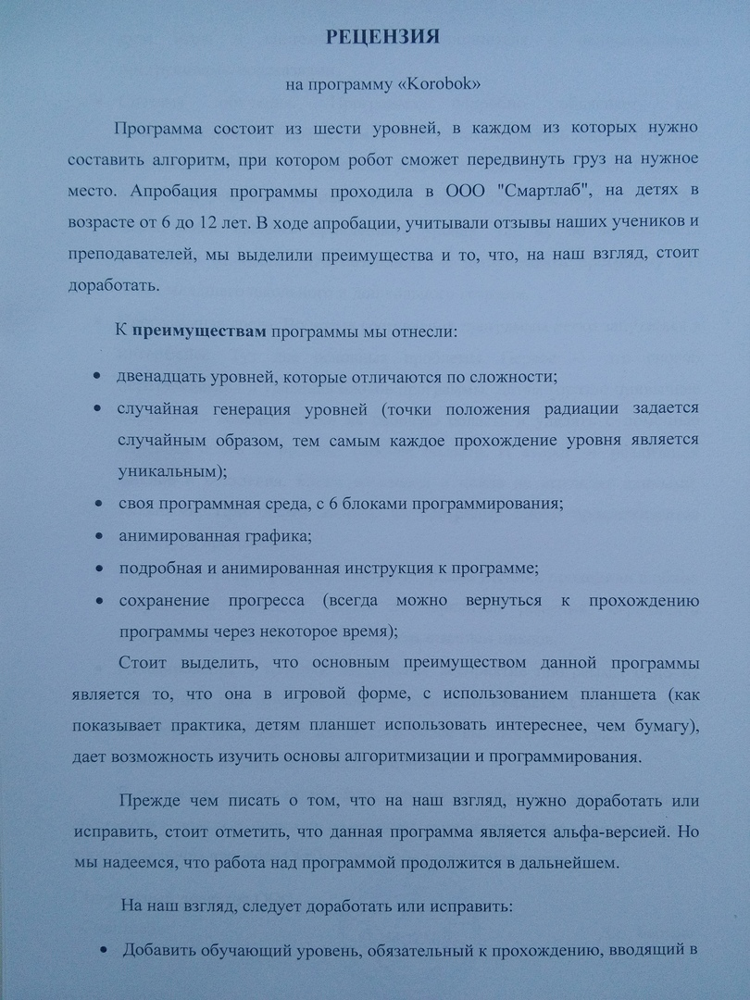 РЕЦЕНЗИЯ
на программу «Korobok»
Программа состоит из шести уровней, в каждом из которых нужно
составить алгоритм, при котором робот сможет передвинуть груз на нужное
место. Апробация программы проходила в ООО "Смартлаб", на детях в
возрасте от 6 до 12 лет. В ходе апробации, учитывали отзывы наших учеников и
преподавателей, мы выделили преимущества и то, что, на наш взгляд, стоит
доработать.
К преимуществам программы мы отнесли:
• двенадцать уровней, которые отличаются по сложности;
• случайная генерация уровней (точки положения радиации задается
случайным образом, тем самым каждое прохождение уровня является
уникальным);
• своя программная среда, с 6 блоками программирования;
• анимированная графика;
• подробная и анимированная инструкция к программе;
• сохранение прогресса (всегда можно вернуться к прохождению
программы через некоторое время);
Стоит выделить, что основным преимуществом данной программы
является то, что она в игровой форме, с использованием планшета (как
показывает практика, детям планшет использовать интереснее, чем бумагу),
дает возможность изучить основы алгоритмизации и программирования.
Прежде чем писать о том, что на наш взгляд, нужно доработать или
исправить, стоит отметить, что данная программа является альфа-версией. Но
мы надеемся, что работа над программой продолжится в дальнейшем.
На наш взгляд, следует доработать или исправить:
• Добавить обучающий уровень, обязательный к прохождению, вводящий в